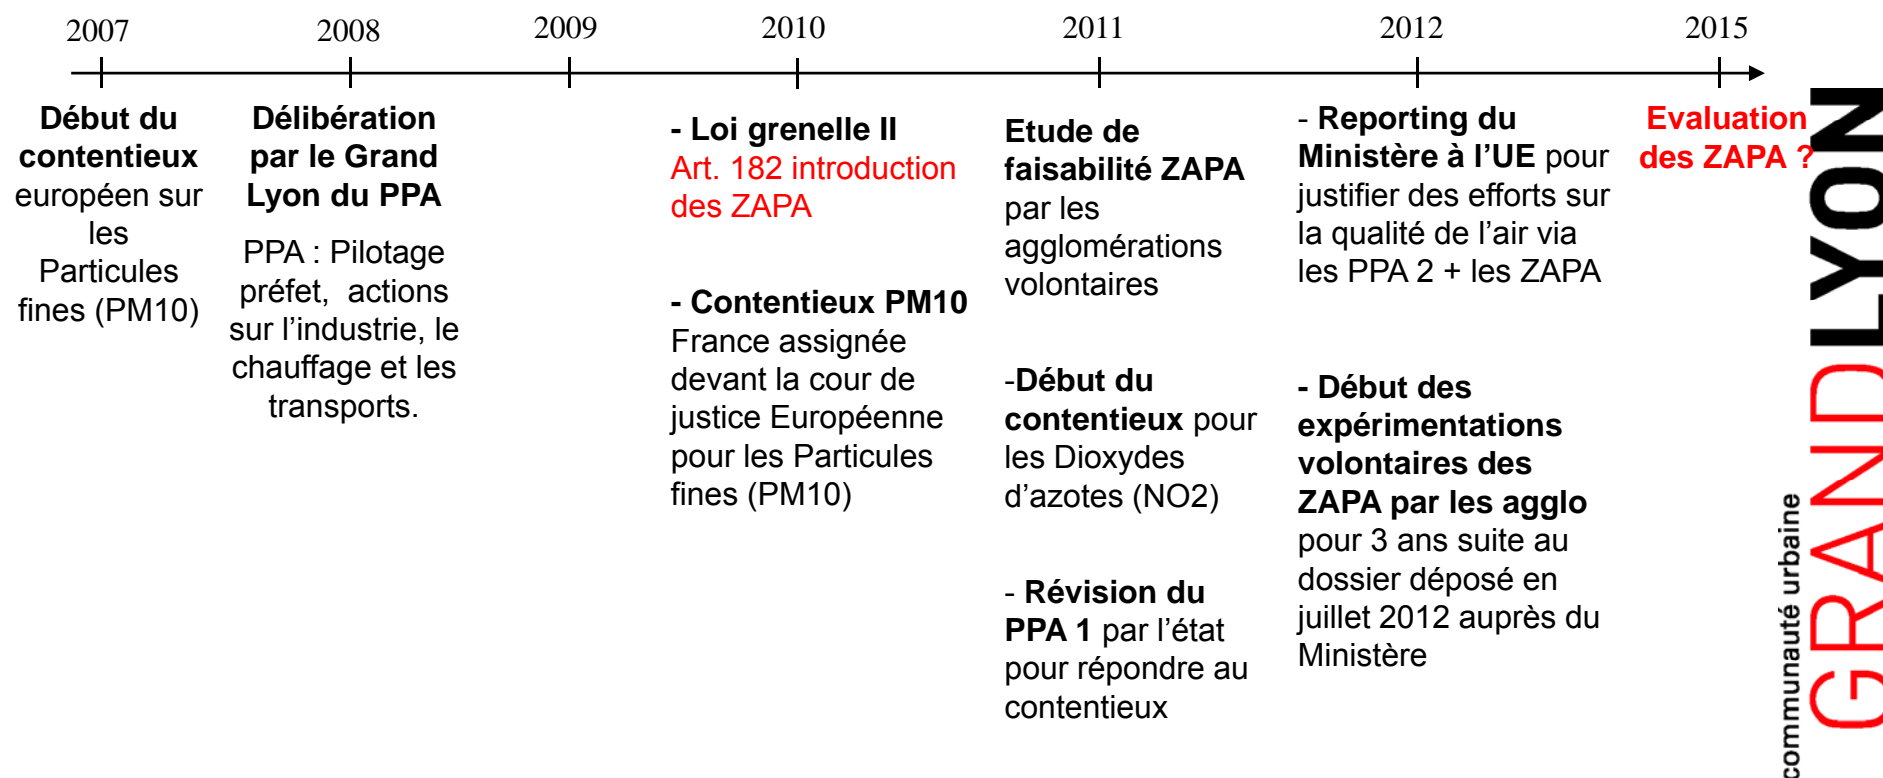 2007
2008
2009
2010
2011
2012
2015
Début du
contentieux
européen sur
les
Particules
fines (PM10)
Délibération
par le Grand
Lyon du PPA
PPA : Pilotage
préfet, actions
sur l’industrie, le
chauffage et les
transports.
- Loi grenelle II
Art. 182 introduction
des ZAPA
- Contentieux PM10
France assignée
devant la cour de
justice Européenne
pour les Particules
fines (PM10)
Etude de
faisabilité ZAPA
par les
agglomérations
volontaires
-Début du
contentieux pour
les Dioxydes
d’azotes (NO2)
- Révision du
PPA 1 par l’état
pour répondre au
contentieux
- Reporting du
Ministère à l’UE pour
justifier des efforts sur
la qualité de l’air via
les PPA 2 + les ZAPA
- Début des
expérimentations
volontaires des
ZAPA par les agglo
pour 3 ans suite au
dossier déposé en
juillet 2012 auprès du
Ministère
Evaluation
des ZAPA ?
communauté urbaine
GRANDLYON